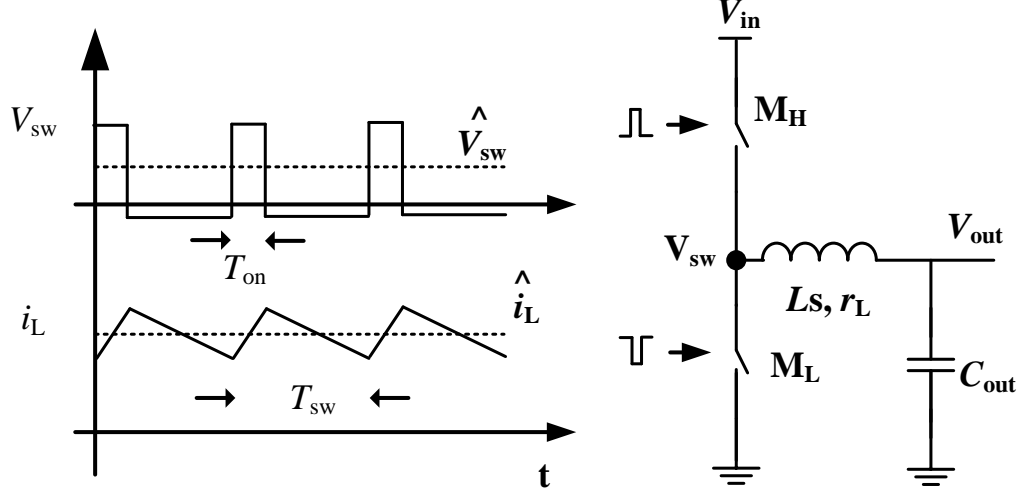 V_in
V_sw
V̂_sw
M_H
T_on
V_sw
V_out
Ls, r_L
i_L
î_L
M_L
C_out
T_sw
t